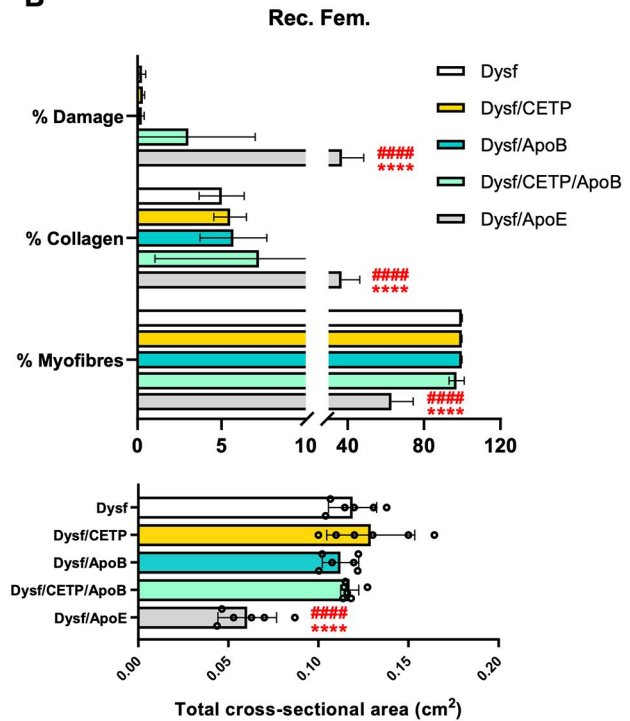 B
Rec. Fem.
Dysf
Dysf/CETP
Dysf/ApoB
Dysf/CETP/ApoB
Dysf/ApoE
% Damage
####
****
% Collagen
####
****
% Myofibres
####
****
0 5 10 40 80 120
Dysf
Dysf/CETP
Dysf/ApoB
Dysf/CETP/ApoB
Dysf/ApoE
####
****
0.00 0.05 0.10 0.15 0.20
Total cross-sectional area (cm²)